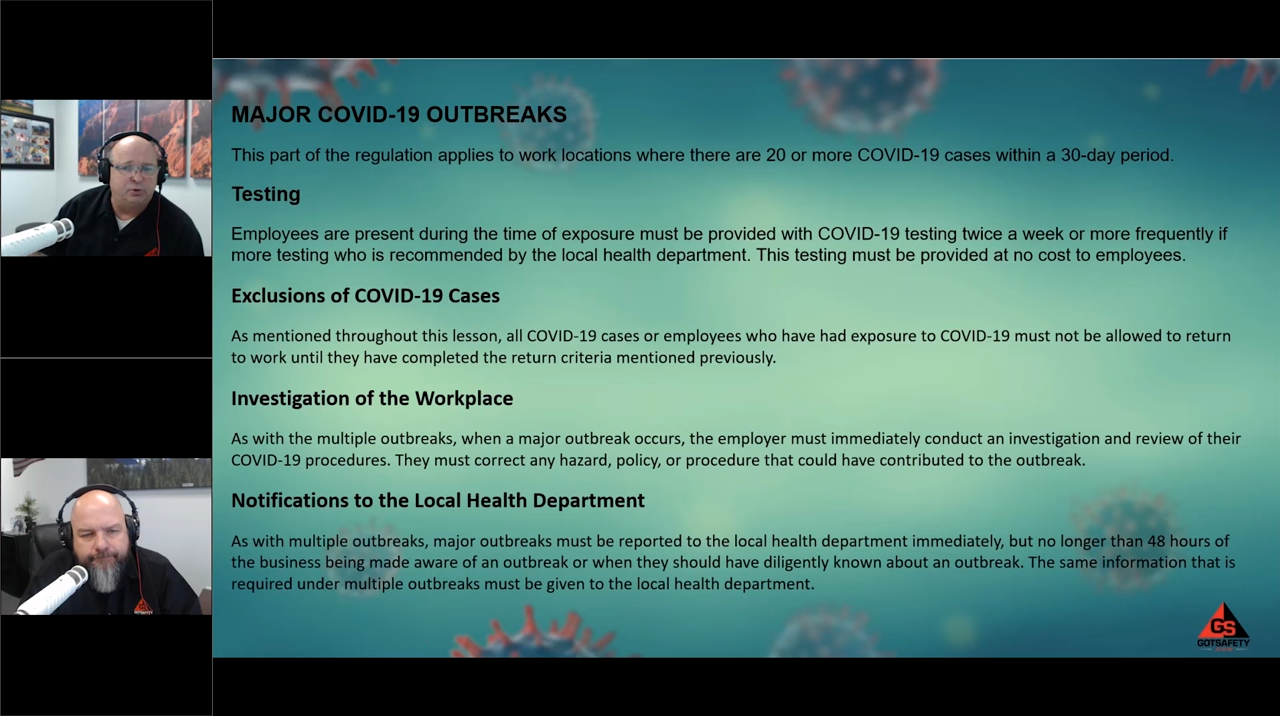 MAJOR COVID-19 OUTBREAKS
This part of the regulation applies to work locations where there are 20 or more COVID-19 cases within a 30-day period.
Testing
Employees are present during the time of exposure must be provided with COVID-19 testing twice a week or more frequently if
more testing who is recommended by the local health department. This testing must be provided at no cost to employees.
Exclusions of COVID-19 Cases
As mentioned throughout this lesson, all COVID-19 cases or employees who have had exposure to COVID-19 must not be allowed to return
to work until they have completed the return criteria mentioned previously.
Investigation of the Workplace
As with the multiple outbreaks, when a major outbreak occurs, the employer must immediately conduct an investigation and review of their
COVID-19 procedures. They must correct any hazard, policy, or procedure that could have contributed to the outbreak.
Notifications to the Local Health Department
As with multiple outbreaks, major outbreaks must be reported to the local health department immediately, but no longer than 48 hours of
the business being made aware of an outbreak or when they should have diligently known about an outbreak. The same information that is
required under multiple outbreaks must be given to the local health department.
GS
GOTSAFETY